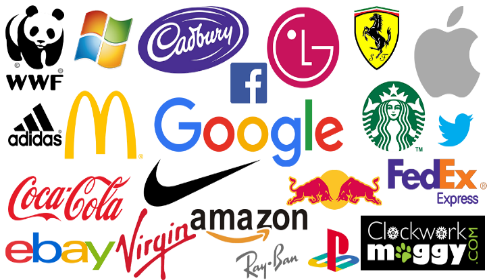 WWF
Cadbury
LG
S F
f
adidas
M
Google
Coca-Cola
FedEx
Express
amazon
ebay
Virgin
Ray-Ban
Clockwork
moggy.COM